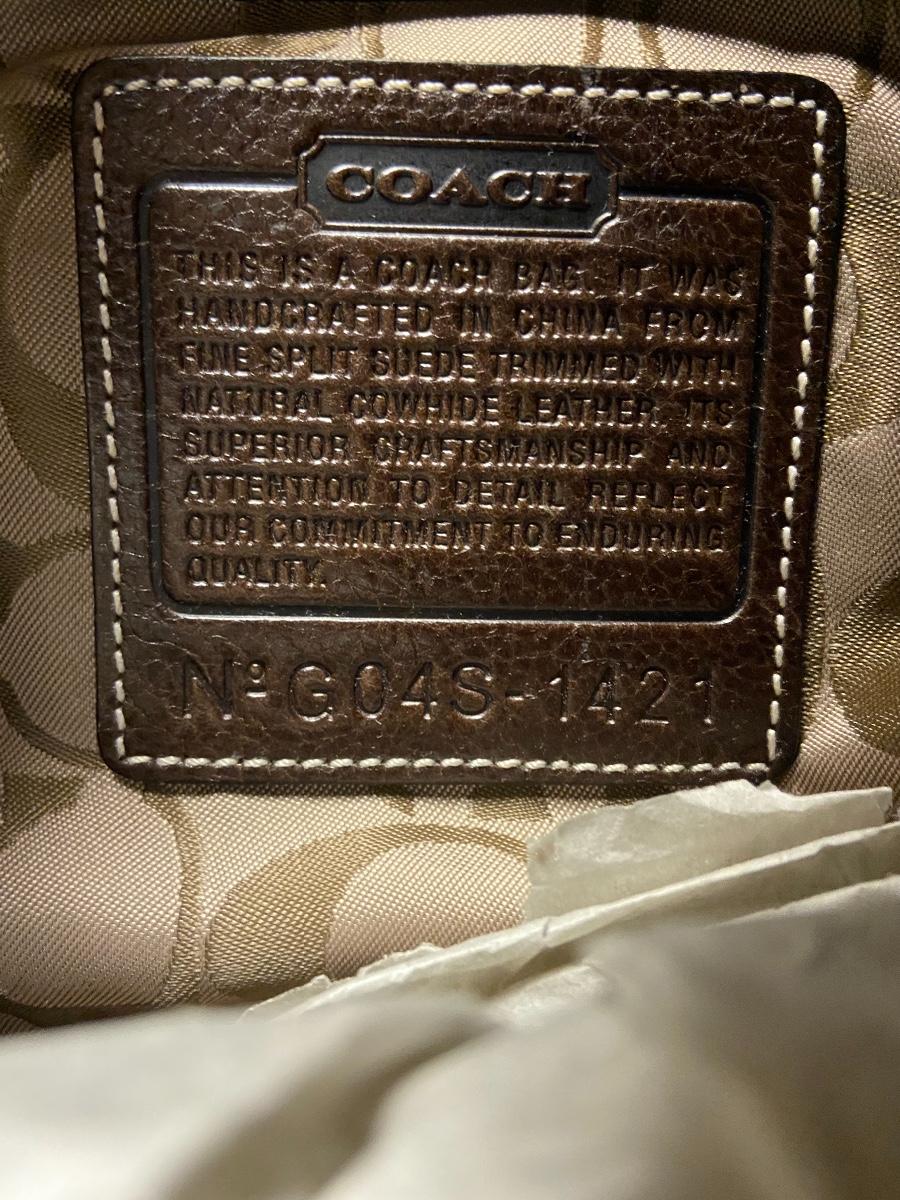 COACH
THIS IS A COACH BAG. IT WAS
HANDCRAFTED IN CHINA FROM
FINE SPLIT SUEDE TRIMMED WITH
NATURAL COWHIDE LEATHER. ITS
SUPERIOR CRAFTSMANSHIP AND
ATTENTION TO DETAIL REFLECT
OUR COMMITMENT TO ENDURING
QUALITY.
Nº G04S-1421